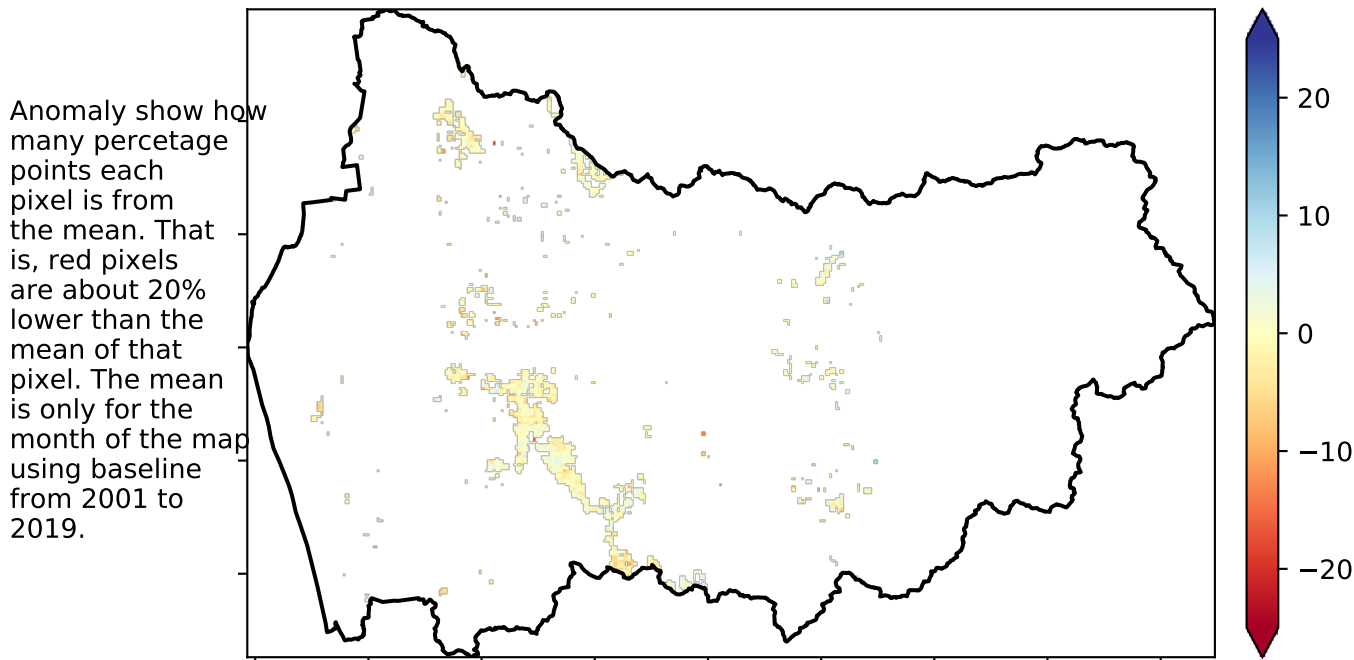 Anomaly show how
many percetage
points each
pixel is from
the mean. That
is, red pixels
are about 20%
lower than the
mean of that
pixel. The mean
is only for the
month of the map
using baseline
from 2001 to
2019.
20
10
0
−10
−20